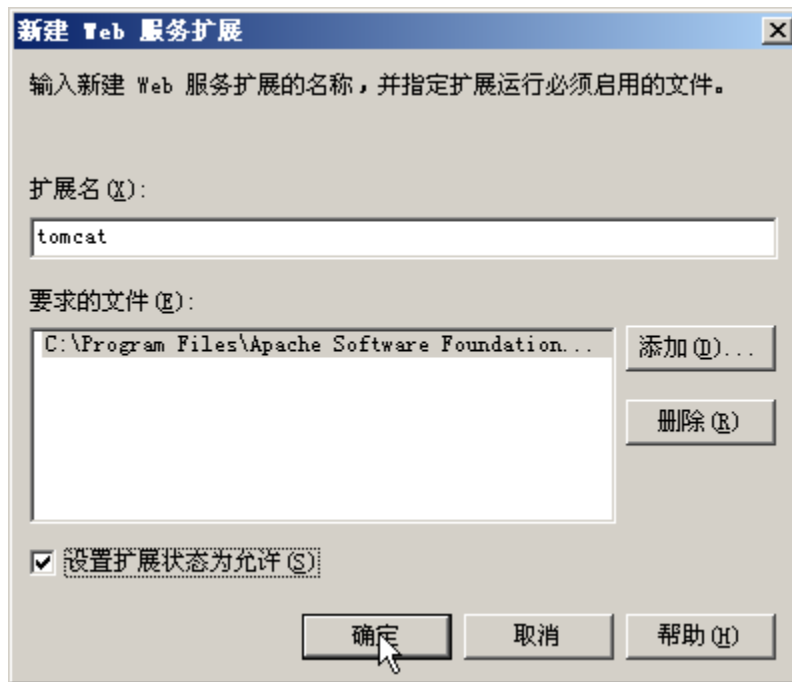 新建 Web 服务扩展
输入新建 Web 服务扩展的名称，并指定扩展运行必须启用的文件。
扩展名(X):
tomcat
要求的文件(E):
C:\Program Files\Apache Software Foundation...
添加(D)...
删除(R)
设置扩展状态为允许(S)
确定
取消
帮助(H)